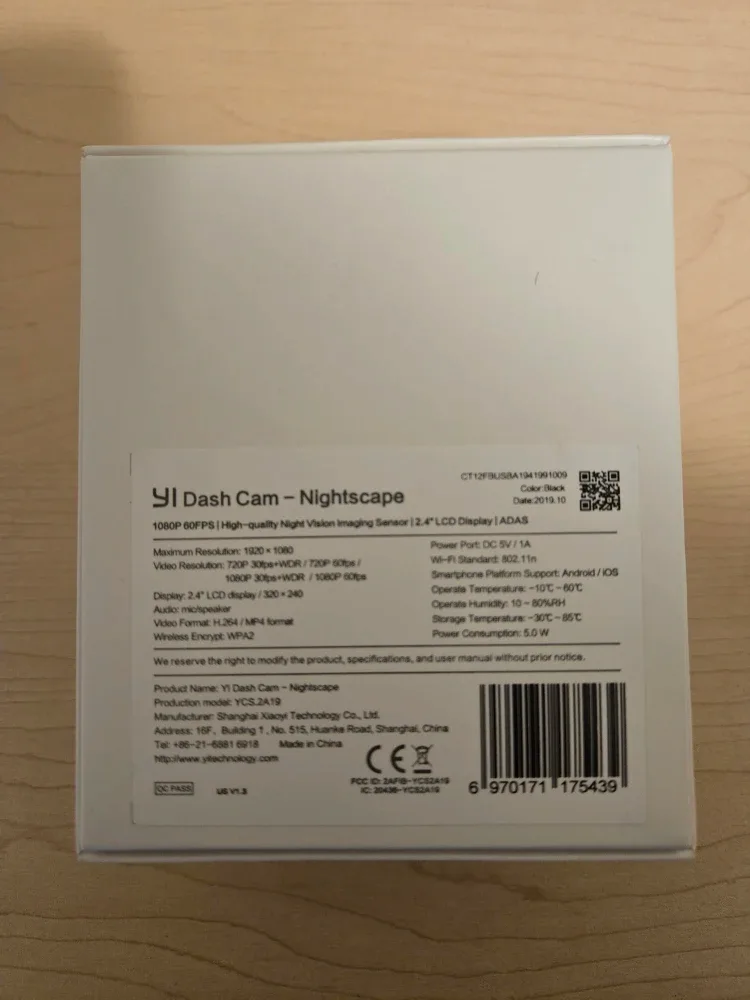 CT12FBUSBA1941991009
Color:Black
Date:2019.10
YI Dash Cam – Nightscape
1080P 60FPS | High-quality Night Vision Imaging Sensor | 2.4" LCD Display | ADAS
Maximum Resolution: 1920 × 1080
Video Resolution: 720P 30fps+WDR / 720P 60fps /
1080P 30fps+WDR / 1080P 60fps
Display: 2.4" LCD display / 320 * 240
Audio: mic/speaker
Video Format: H.264 / MP4 format
Wireless Encrypt: WPA2
Power Port: DC 5V / 1A
Wi-Fi Standard: 802.11n
Smartphone Platform Support: Android / iOS
Operate Temperature: -10℃ ~ 60℃
Operate Humidity: 10 ~ 80%RH
Storage Temperature: -30℃ ~ 85℃
Power Consumption: 5.0 W
We reserve the right to modify the product, specifications, and user manual without prior notice.
Product Name: YI Dash Cam – Nightscape
Production model: YCS.2A19
Manufacturer: Shanghai Xiaoyi Technology Co., Ltd.
Address: 16F, Building 1, No. 515, Huanke Road, Shanghai, China
Tel: +86-21-6881 6918 Made in China
http://www.yitechnology.com
CE
FCC ID: 2AFIB-YCS2A19
IC: 20436-YCS2A19
QC PASS
US V1.3
6 970171 175439